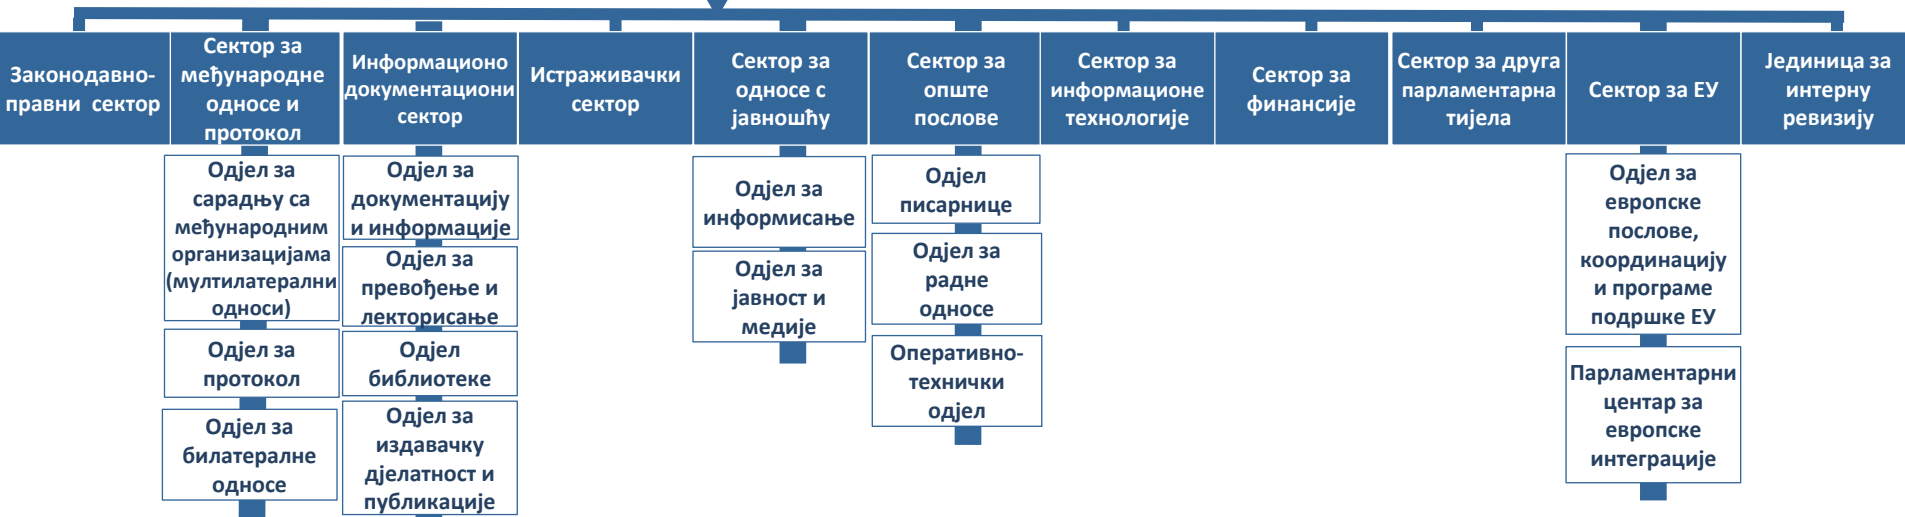 Законодавно-
правни сектор
Сектор за
међународне
односе и
протокол
Информационо
документациони
сектор
Истраживачки
сектор
Сектор за
односе с
јавношћу
Сектор за
опште
послове
Сектор за
информационе
технологије
Сектор за
финансије
Сектор за друга
парламентарна
тијела
Сектор за ЕУ
Јединица за
интерну
ревизију
Одјел за
сарадњу са
међународним
организацијама
(мултилатерални
односи)
Одјел за
протокол
Одјел за
билатералне
односе
Одјел за
документацију
и информације
Одјел за
превођење и
лекторисање
Одјел
библиотеке
Одјел за
издавачку
дјелатност и
публикације
Одјел за
информисање
Одјел за
јавност и
медије
Одјел
писарнице
Одјел за
радне
односе
Оперативно-
технички
одјел
Одјел за
европске
послове,
координацију
и програме
подршке ЕУ
Парламентарни
центар за
европске
интеграције